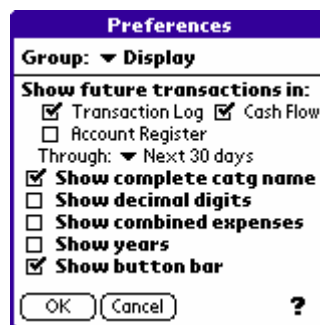 Preferences
Group: Display
Show future transactions in:
Transaction Log Cash Flow
Account Register
Through: Next 30 days
Show complete catg name
Show decimal digits
Show combined expenses
Show years
Show button bar
OK Cancel ?